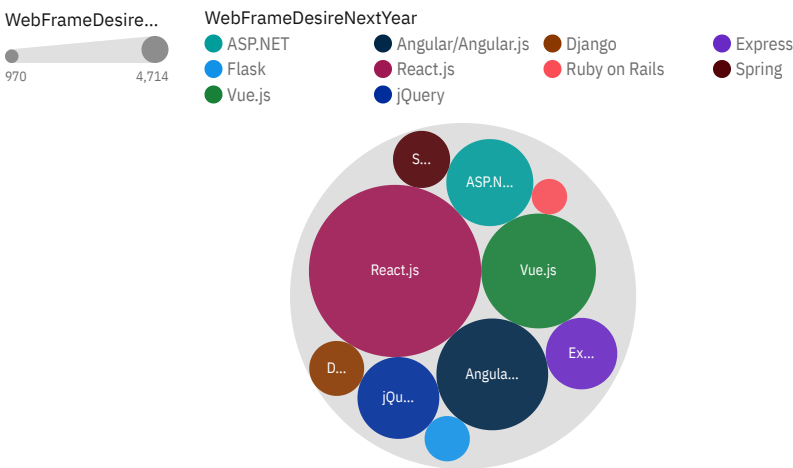 WebFrameDesire...
970
4,714
WebFrameDesireNextYear
ASP.NET
Angular/Angular.js
Django
Express
Flask
React.js
Ruby on Rails
Spring
Vue.js
jQuery
S...
ASP.N...
React.js
Vue.js
Ex...
D...
Angula...
jQu...